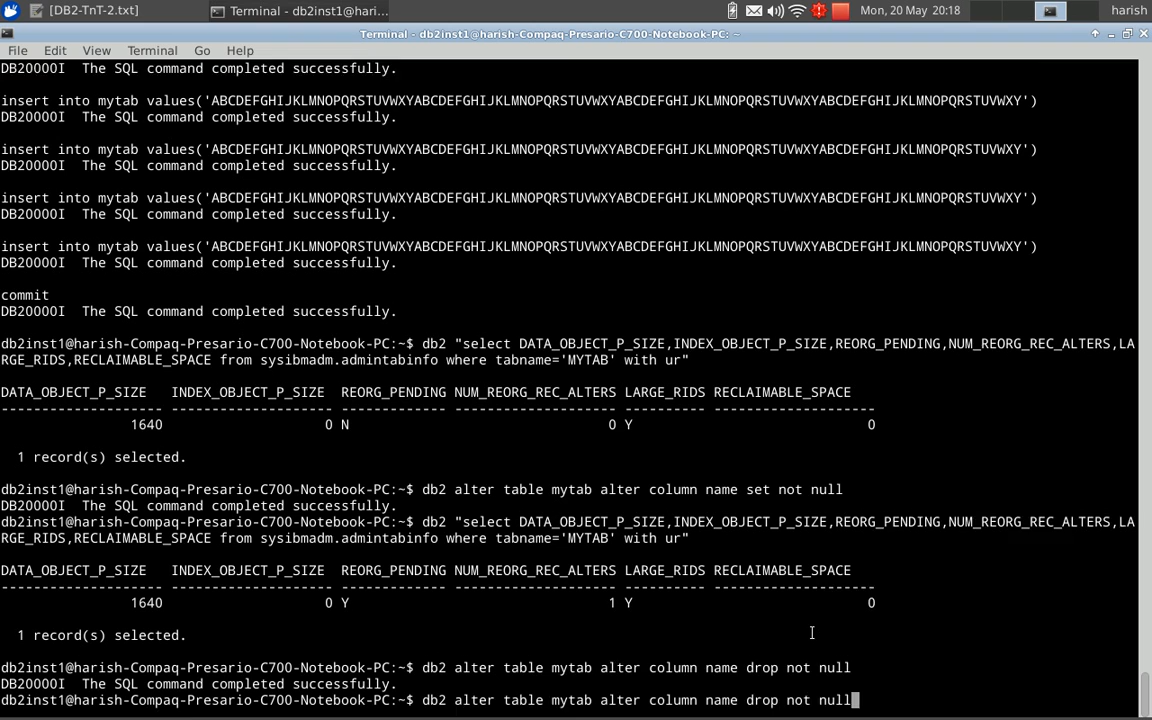 [DB2-TnT-2.txt]
Terminal - db2inst1@hari...
Mon, 20 May 20:18
harish
Terminal - db2inst1@harish-Compaq-Presario-C700-Notebook-PC: ~
File Edit View Terminal Go Help
DB20000I  The SQL command completed successfully.
insert into mytab values('ABCDEFGHIJKLMNOPQRSTUVWXYABCDEFGHIJKLMNOPQRSTUVWXYABCDEFGHIJKLMNOPQRSTUVWXYABCDEFGHIJKLMNOPQRSTUVWXY')
DB20000I  The SQL command completed successfully.
insert into mytab values('ABCDEFGHIJKLMNOPQRSTUVWXYABCDEFGHIJKLMNOPQRSTUVWXYABCDEFGHIJKLMNOPQRSTUVWXYABCDEFGHIJKLMNOPQRSTUVWXY')
DB20000I  The SQL command completed successfully.
insert into mytab values('ABCDEFGHIJKLMNOPQRSTUVWXYABCDEFGHIJKLMNOPQRSTUVWXYABCDEFGHIJKLMNOPQRSTUVWXYABCDEFGHIJKLMNOPQRSTUVWXY')
DB20000I  The SQL command completed successfully.
insert into mytab values('ABCDEFGHIJKLMNOPQRSTUVWXYABCDEFGHIJKLMNOPQRSTUVWXYABCDEFGHIJKLMNOPQRSTUVWXYABCDEFGHIJKLMNOPQRSTUVWXY')
DB20000I  The SQL command completed successfully.
commit
DB20000I  The SQL command completed successfully.
db2inst1@harish-Compaq-Presario-C700-Notebook-PC:~$ db2 "select DATA_OBJECT_P_SIZE,INDEX_OBJECT_P_SIZE,REORG_PENDING,NUM_REORG_REC_ALTERS,LA
RGE_RIDS,RECLAIMABLE_SPACE from sysibmadm.admintabinfo where tabname='MYTAB' with ur"
DATA_OBJECT_P_SIZE   INDEX_OBJECT_P_SIZE  REORG_PENDING NUM_REORG_REC_ALTERS LARGE_RIDS RECLAIMABLE_SPACE
-------------------- -------------------- ------------- -------------------- ---------- --------------------
1640 0 N 0 Y 0
1 record(s) selected.
db2inst1@harish-Compaq-Presario-C700-Notebook-PC:~$ db2 alter table mytab alter column name set not null
DB20000I  The SQL command completed successfully.
db2inst1@harish-Compaq-Presario-C700-Notebook-PC:~$ db2 "select DATA_OBJECT_P_SIZE,INDEX_OBJECT_P_SIZE,REORG_PENDING,NUM_REORG_REC_ALTERS,LA
RGE_RIDS,RECLAIMABLE_SPACE from sysibmadm.admintabinfo where tabname='MYTAB' with ur"
DATA_OBJECT_P_SIZE   INDEX_OBJECT_P_SIZE  REORG_PENDING NUM_REORG_REC_ALTERS LARGE_RIDS RECLAIMABLE_SPACE
-------------------- -------------------- ------------- -------------------- ---------- --------------------
1640 0 Y 1 Y 0
1 record(s) selected.
db2inst1@harish-Compaq-Presario-C700-Notebook-PC:~$ db2 alter table mytab alter column name drop not null
DB20000I  The SQL command completed successfully.
db2inst1@harish-Compaq-Presario-C700-Notebook-PC:~$ db2 alter table mytab alter column name drop not null